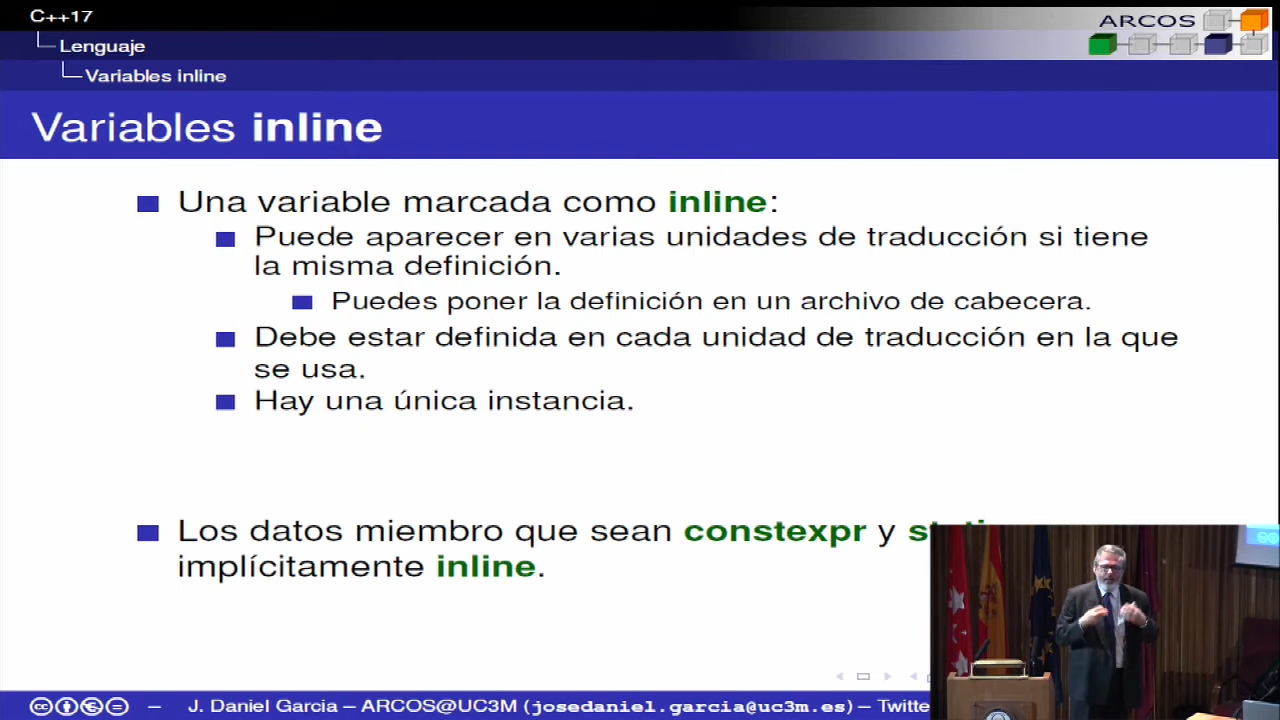 C++17
ARCOS
Lenguaje
Variables inline
Variables inline
Una variable marcada como inline:
Puede aparecer en varias unidades de traducción si tiene
la misma definición.
Puedes poner la definición en un archivo de cabecera.
Debe estar definida en cada unidad de traducción en la que
se usa.
Hay una única instancia.
Los datos miembro que sean constexpr y
implícitamente inline.
cc = – J. Daniel Garcia – ARCOS@UC3M (josedaniel.garcia@uc3m.es) – Twitte